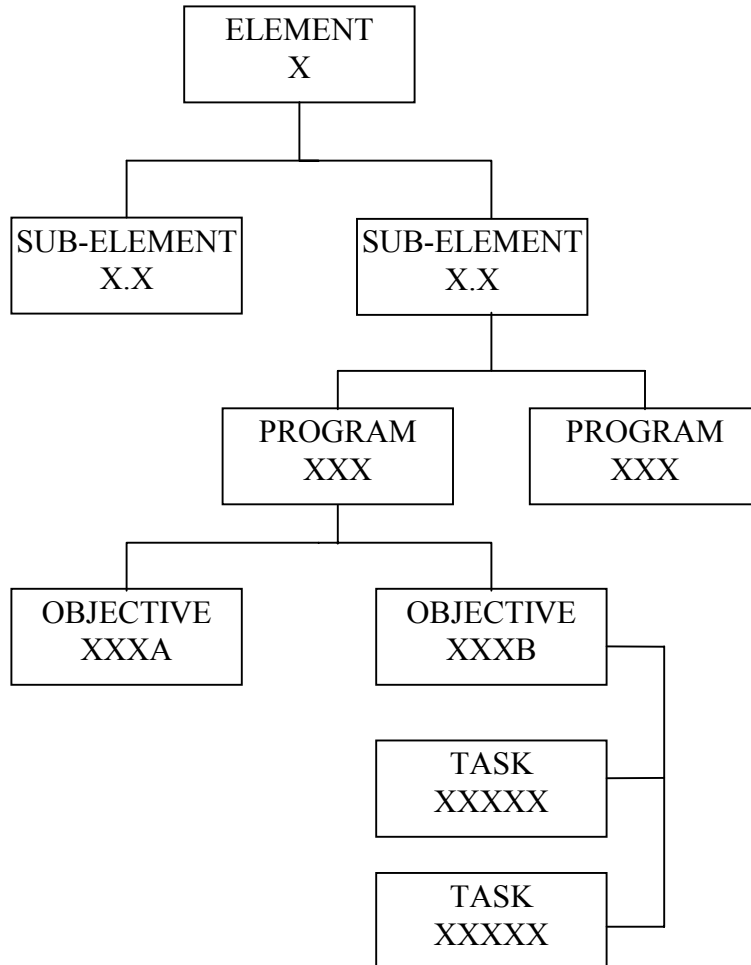 ELEMENT
X
SUB-ELEMENT
X.X
SUB-ELEMENT
X.X
PROGRAM
XXX
PROGRAM
XXX
OBJECTIVE
XXXA
OBJECTIVE
XXXB
TASK
XXXXX
TASK
XXXXX